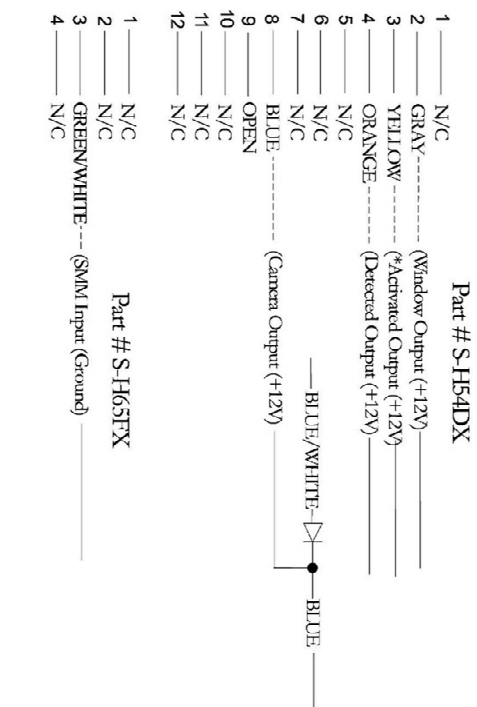 Part # S-H54DX
1 N/C
2 GRAY (Window Output (+12V)
3 YELLOW (*Activated Output (+12V)
4 ORANGE (Detected Output (+12V)
5 N/C
6 N/C
BLUE/WHITE BLUE
7 N/C
8 BLUE (Camera Output (+12V)
9 OPEN
10 N/C
11 N/C
12 N/C
Part # S-H65FX
1 N/C
2 N/C
3 GREEN/WHITE (SMM Input (Ground)
4 N/C